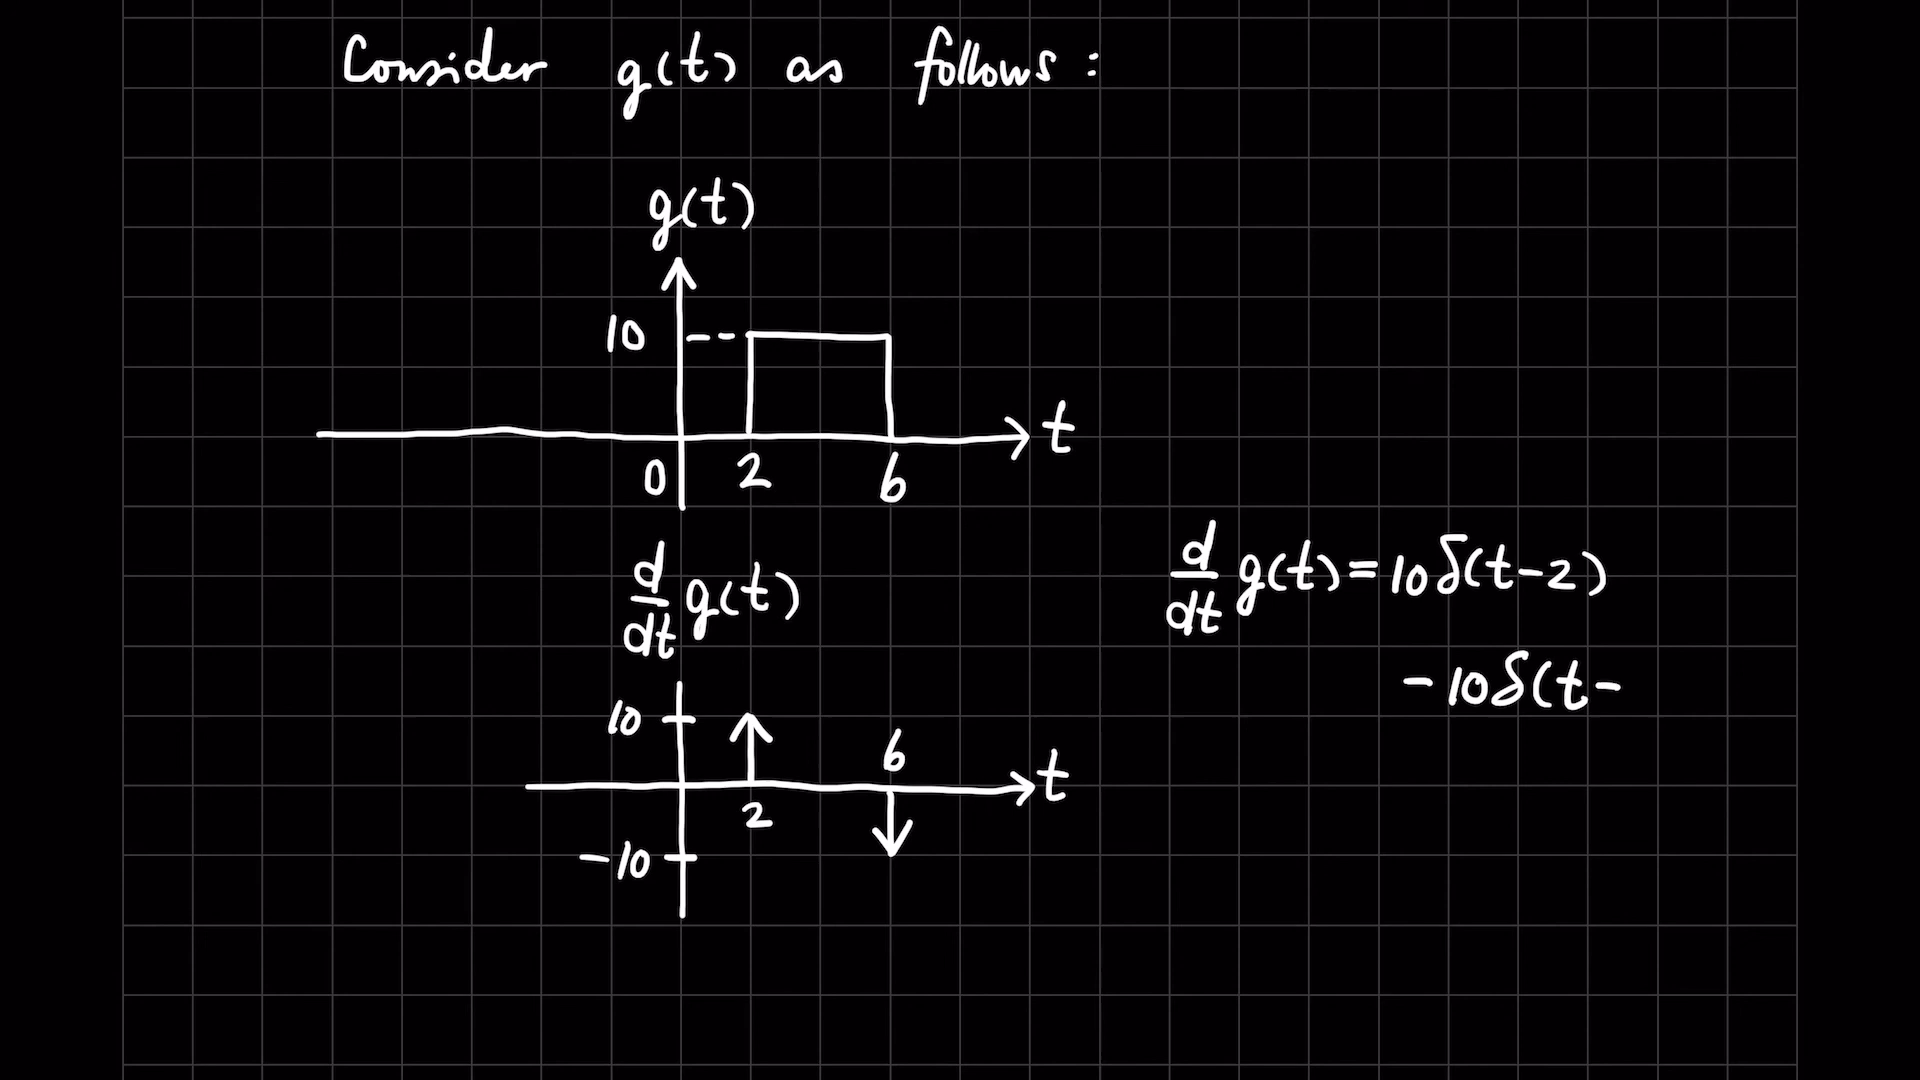 Consider g(t) as follows:
g(t)
10
t
0 2 6
d/dt g(t)
d/dt g(t) = 10δ(t-2)
-10δ(t-
10
6
t
2
-10